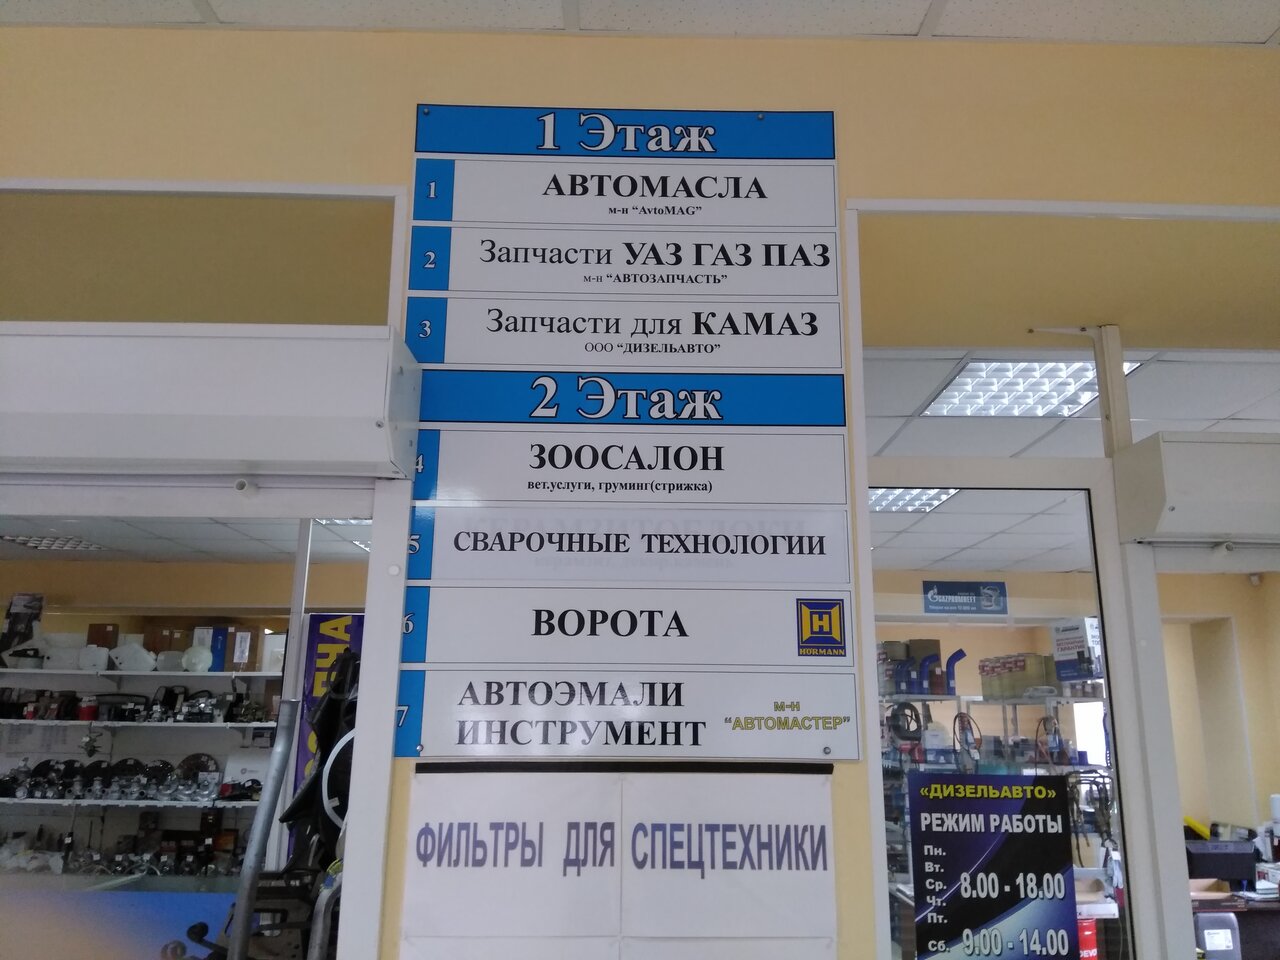 1 Этаж
1
АВТОМАСЛА
м-н “AvtoMAG”
2
Запчасти УАЗ ГАЗ ПАЗ
м-н “АВТОЗАПЧАСТЬ”
3
Запчасти для КАМАЗ
ООО “ДИЗЕЛЬАВТО”
2 Этаж
4
ЗООСАЛОН
вет.услуги, груминг(стрижка)
5
СВАРОЧНЫЕ ТЕХНОЛОГИИ
6
ВОРОТА
H
HÖRMANN
7
АВТОЭМАЛИ
ИНСТРУМЕНТ
м-н
“АВТОМАСТЕР”
ФИЛЬТРЫ ДЛЯ СПЕЦТЕХНИКИ
GAZPROMNEFT
«ДИЗЕЛЬАВТО»
РЕЖИМ РАБОТЫ
Пн.
Вт.
Ср.
Чт.
Пт.
8.00 - 18.00
Сб.
9.00 - 14.00